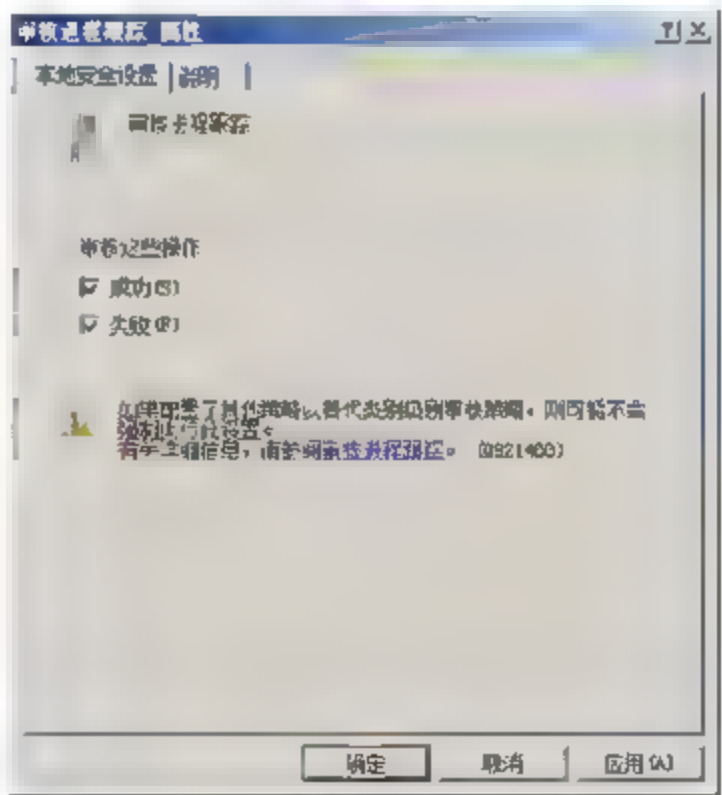 审核过程跟踪 属性
本地安全设置 说明
审核过程跟踪
审核这些操作
成功(S)
失败(F)
如果配置了其他策略以替代类别级别审核策略，则可能不会
强制此策略设置。
有关详细信息，请参阅审核过程跟踪。 (Q921468)
确定 取消 应用(A)